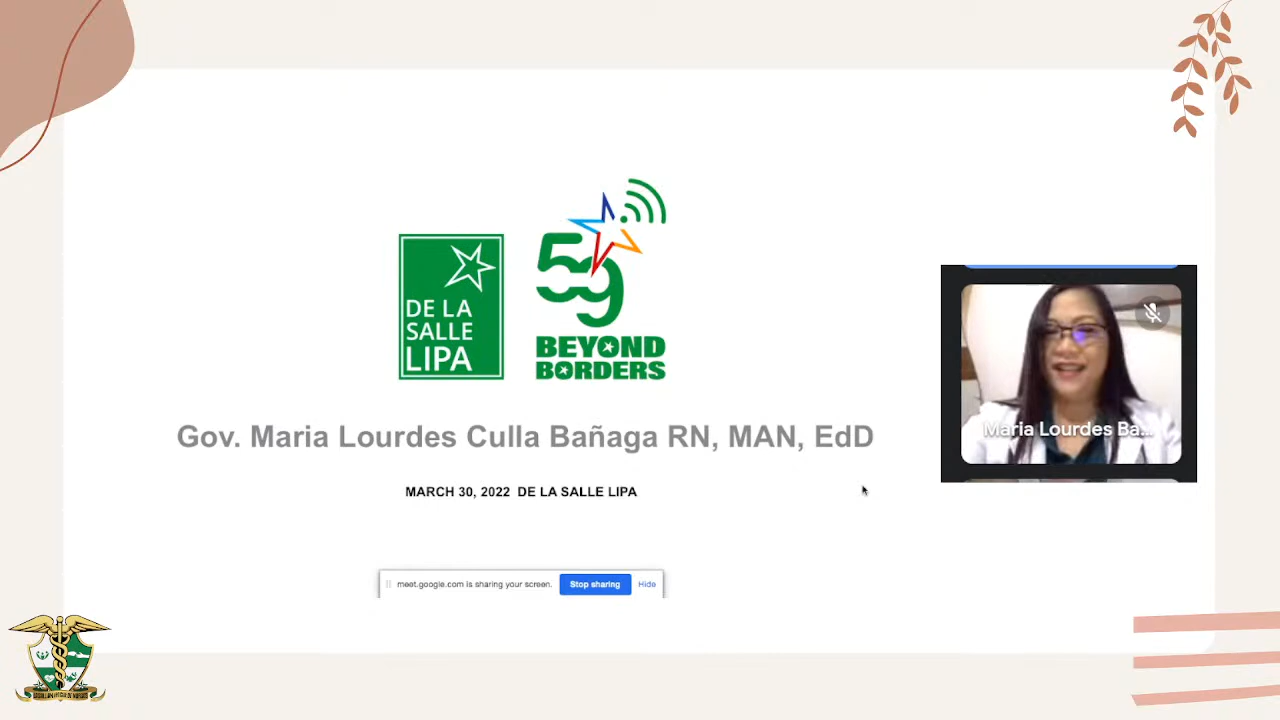 DE LA
SALLE
LIPA
59
BEYOND
BORDERS
Gov. Maria Lourdes Culla Bañaga RN, MAN, EdD
MARCH 30, 2022 DE LA SALLE LIPA
Maria Lourdes Ba...
meet.google.com is sharing your screen. Stop sharing Hide